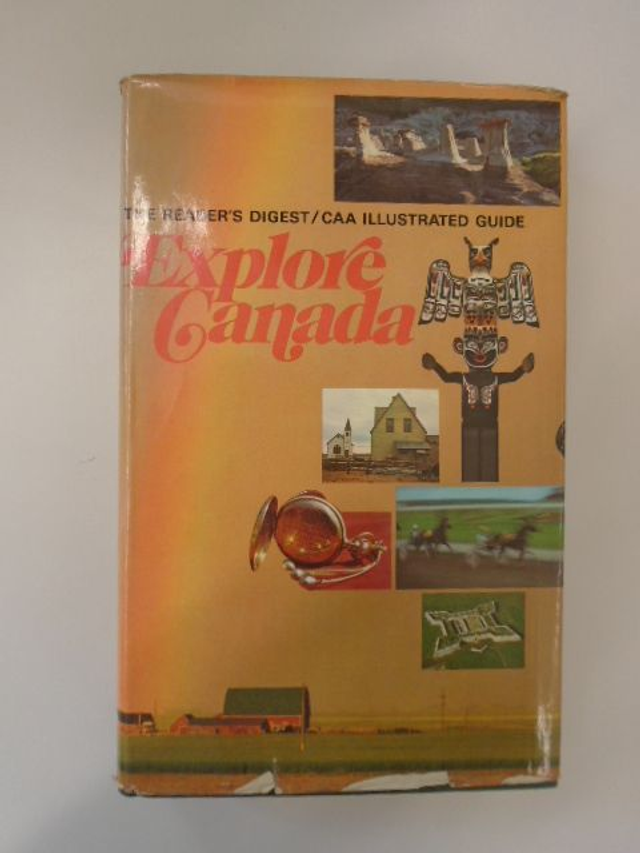 THE READER'S DIGEST/CAA ILLUSTRATED GUIDE
Explore
Canada